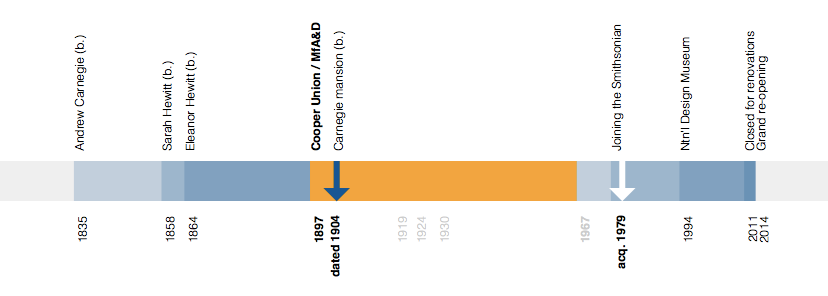 Andrew Carnegie (b.)
Sarah Hewitt (b.)
Eleanor Hewitt (b.)
Cooper Union / MfA&D
Carnegie mansion (b.)
Joining the Smithsonian
Ntn'l Design Museum
Closed for renovations
Grand re-opening
1835
1858
1864
1897
dated 1904
1919
1924
1930
1967
acq. 1979
1994
2011
2014